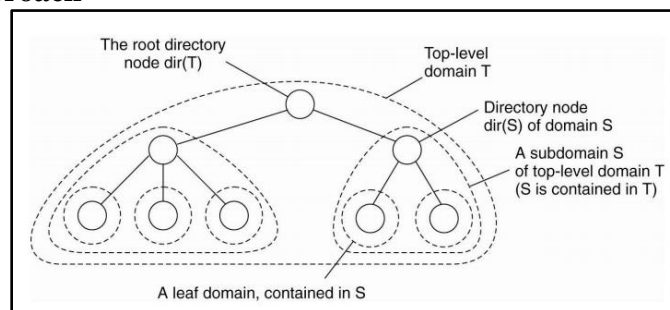 The root directory
node dir(T)
Top-level
domain T
Directory node
dir(S) of domain S
A subdomain S
of top-level domain T
(S is contained in T)
A leaf domain, contained in S